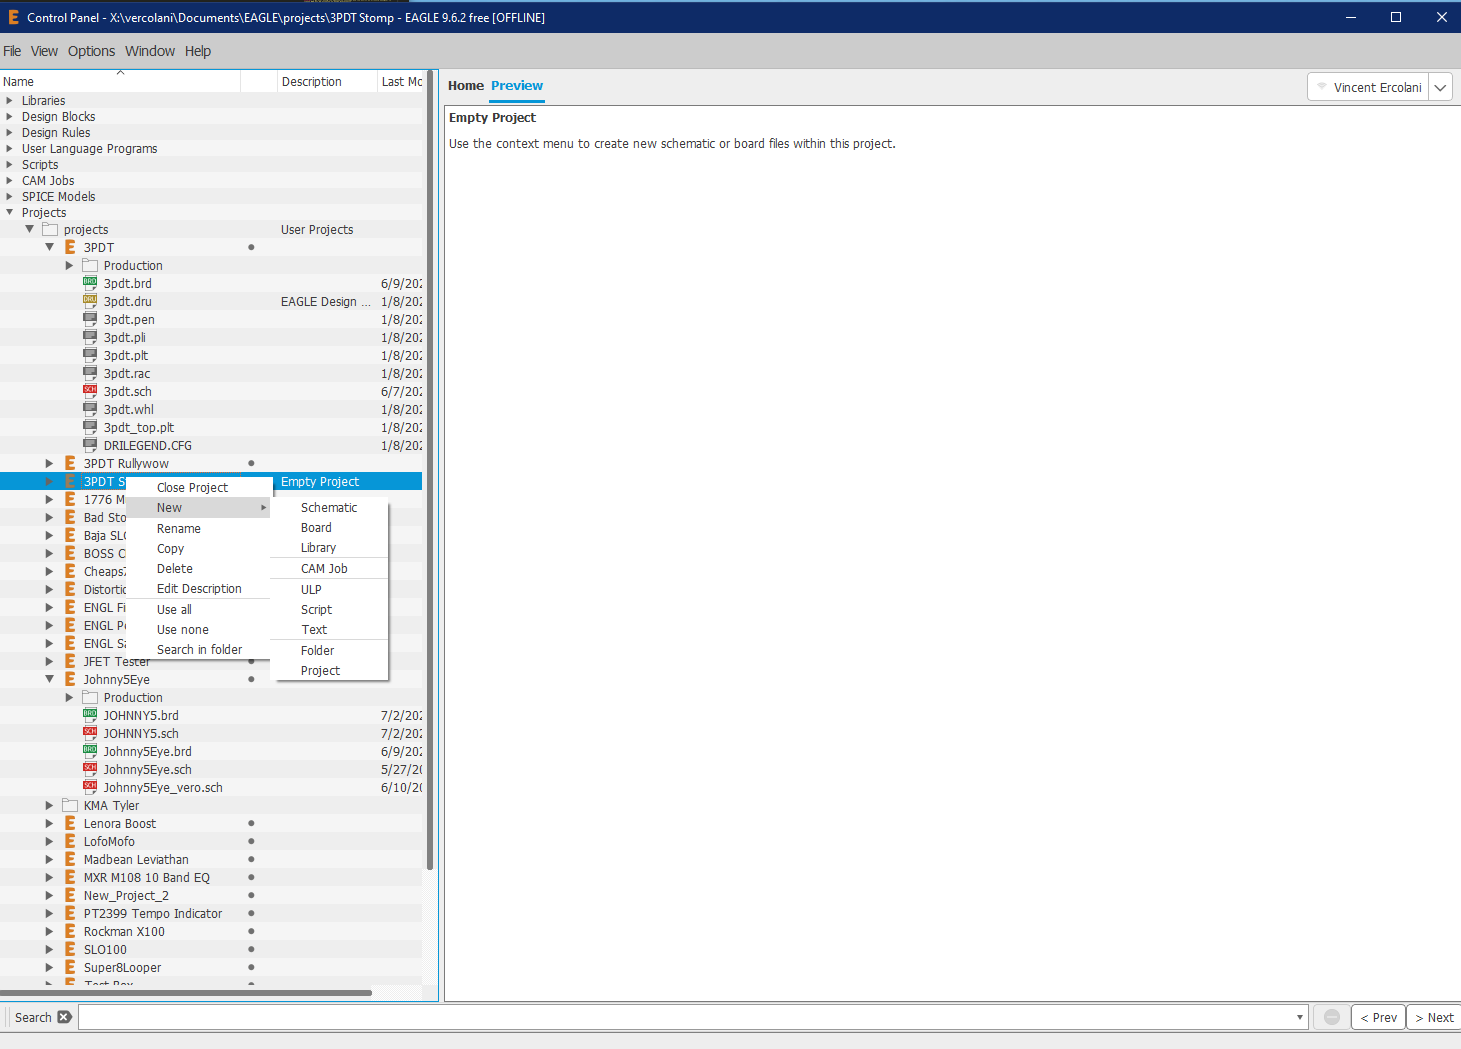 Control Panel - X:\vercolani\Documents\EAGLE\projects\3PDT Stomp - EAGLE 9.6.2 free [OFFLINE]
File View Options Window Help
Name Description Last Mo
Home Preview
Vincent Ercolani
Libraries
Design Blocks
Design Rules
User Language Programs
Scripts
CAM Jobs
SPICE Models
Projects
projects User Projects
3PDT
Production
3pdt.brd 6/9/202
3pdt.dru EAGLE Design ... 1/8/202
3pdt.pen 1/8/202
3pdt.pli 1/8/202
3pdt.plt 1/8/202
3pdt.rac 1/8/202
3pdt.sch 6/7/202
3pdt.whl 1/8/202
3pdt_top.plt 1/8/202
DRILEGEND.CFG 1/8/202
3PDT Rullywow
3PDT S Empty Project
1776 M
Bad Sto
Baja SLO
BOSS C
Cheaps7
Distortio
ENGL Fi
ENGL Po
ENGL Sa
JFET Tester
Johnny5Eye
Production
JOHNNY5.brd 7/2/202
JOHNNY5.sch 7/2/202
Johnny5Eye.brd 6/9/202
Johnny5Eye.sch 5/27/20
Johnny5Eye_vero.sch 6/10/20
KMA Tyler
Lenora Boost
LofoMofo
Madbean Leviathan
MXR M108 10 Band EQ
New_Project_2
PT2399 Tempo Indicator
Rockman X100
SLO100
Super8Looper
Test Box
Close Project
New
Rename
Copy
Delete
Edit Description
Use all
Use none
Search in folder
Schematic
Board
Library
CAM Job
ULP
Script
Text
Folder
Project
Empty Project
Use the context menu to create new schematic or board files within this project.
Search
< Prev > Next